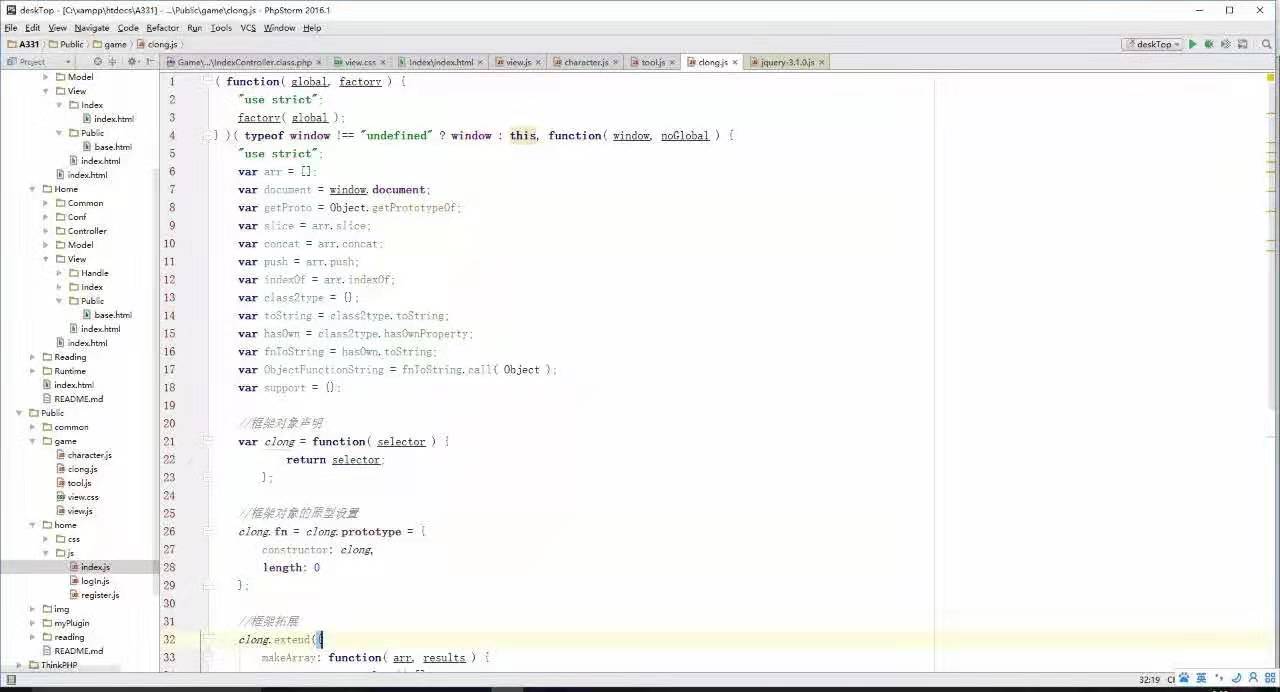 deskTop - [C:\xampp\htdocs\A331] - ...\Public\game\clong.js - PhpStorm 2016.1
File Edit View Navigate Code Refactor Run Tools VCS Window Help
A331 Public game clong.js deskTop
Project Game\...\IndexController.class.php view.css Index\index.html view.js character.js tool.js clong.js jquery-3.1.0.js
Model
View
Index
index.html
Public
base.html
index.html
index.html
Home
Common
Conf
Controller
Model
View
Handle
Index
Public
base.html
index.html
index.html
Reading
Runtime
index.html
README.md
Public
common
game
character.js
clong.js
tool.js
view.css
view.js
home
css
js
index.js
login.js
register.js
img
myPlugin
reading
README.md
ThinkPHP
1 ( function( global, factory ) {
2 "use strict";
3 factory( global );
4 } )( typeof window !== "undefined" ? window : this, function( window, noGlobal ) {
5 "use strict";
6 var arr = [];
7 var document = window.document;
8 var getProto = Object.getPrototypeOf;
9 var slice = arr.slice;
10 var concat = arr.concat;
11 var push = arr.push;
12 var indexOf = arr.indexOf;
13 var class2type = {};
14 var toString = class2type.toString;
15 var hasOwn = class2type.hasOwnProperty;
16 var fnToString = hasOwn.toString;
17 var ObjectFunctionString = fnToString.call( Object );
18 var support = {};
19
20 //框架对象声明
21 var clong = function( selector ) {
22 return selector;
23 };
24
25 //框架对象的原型设置
26 clong.fn = clong.prototype = {
27 constructor: clong,
28 length: 0
29 };
30
31 //框架拓展
32 clong.extend({
33 makeArray: function( arr, results ) {
32:19 英